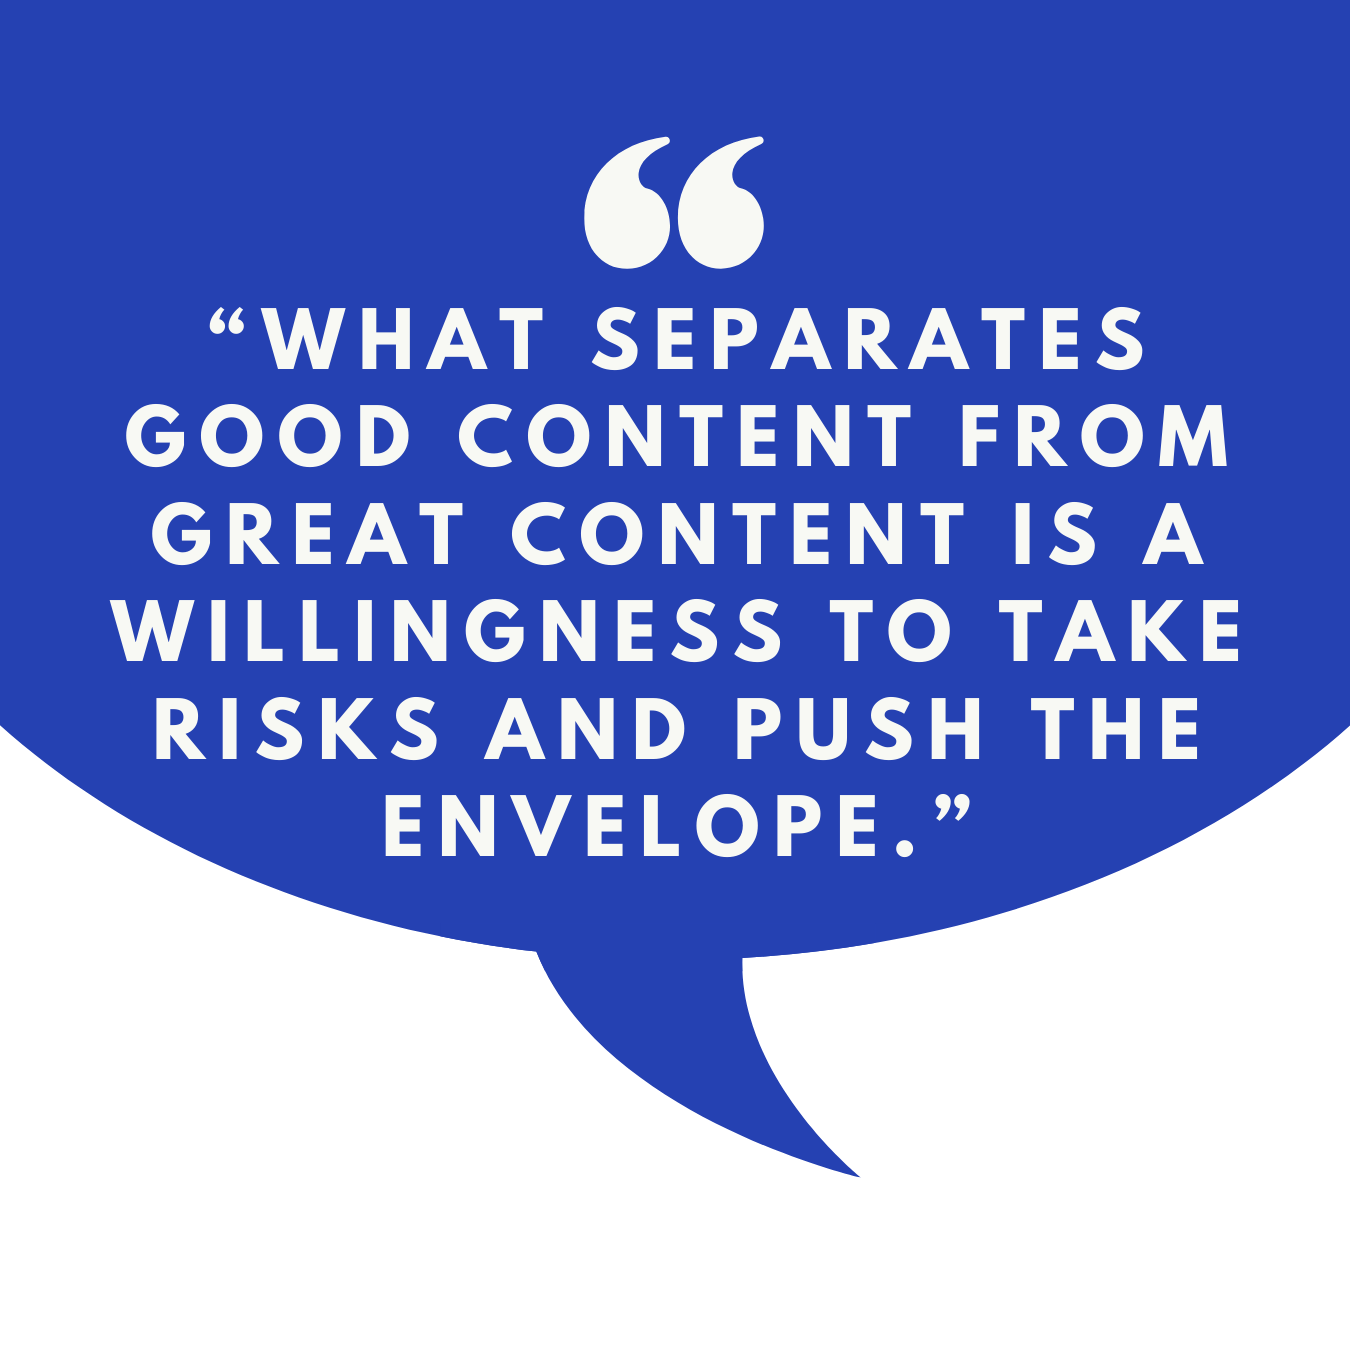 “WHAT SEPARATES
GOOD CONTENT FROM
GREAT CONTENT IS A
WILLINGNESS TO TAKE
RISKS AND PUSH THE
ENVELOPE.”